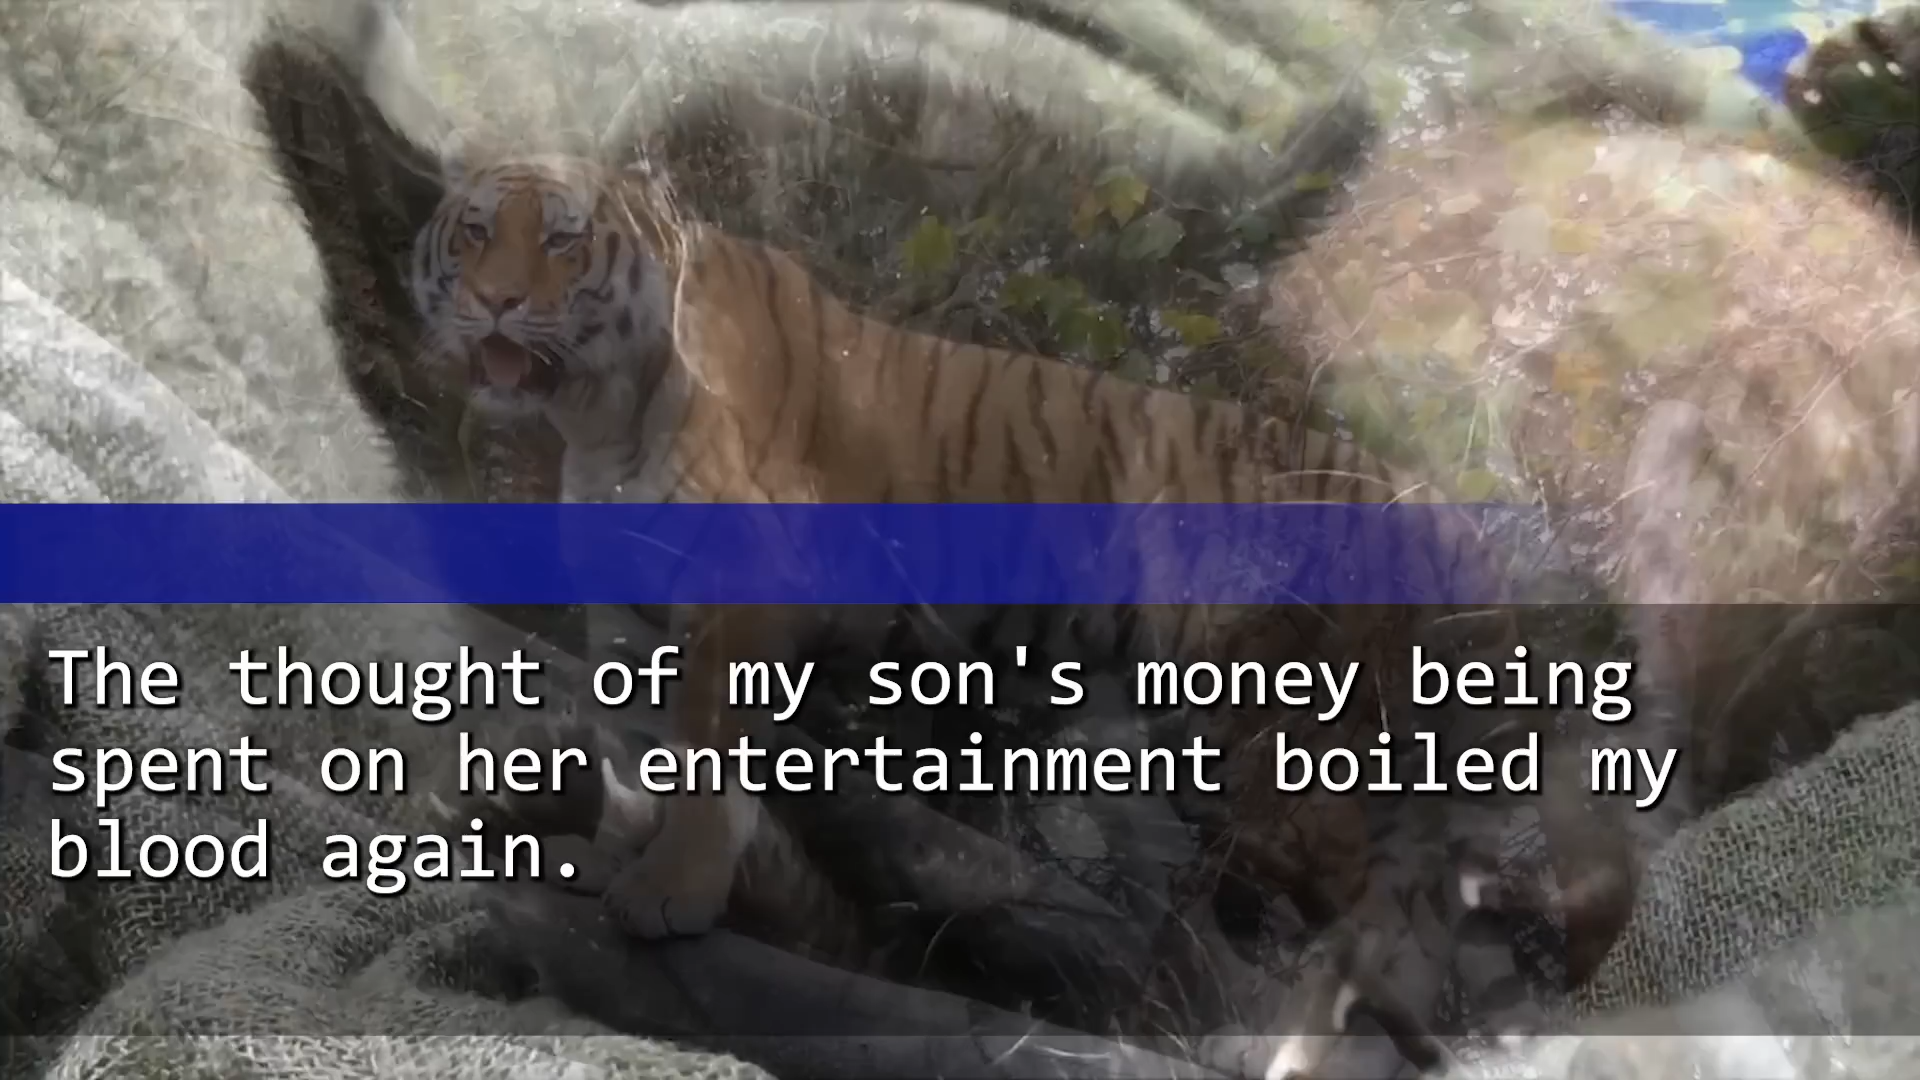 The thought of my son's money being
spent on her entertainment boiled my
blood again.